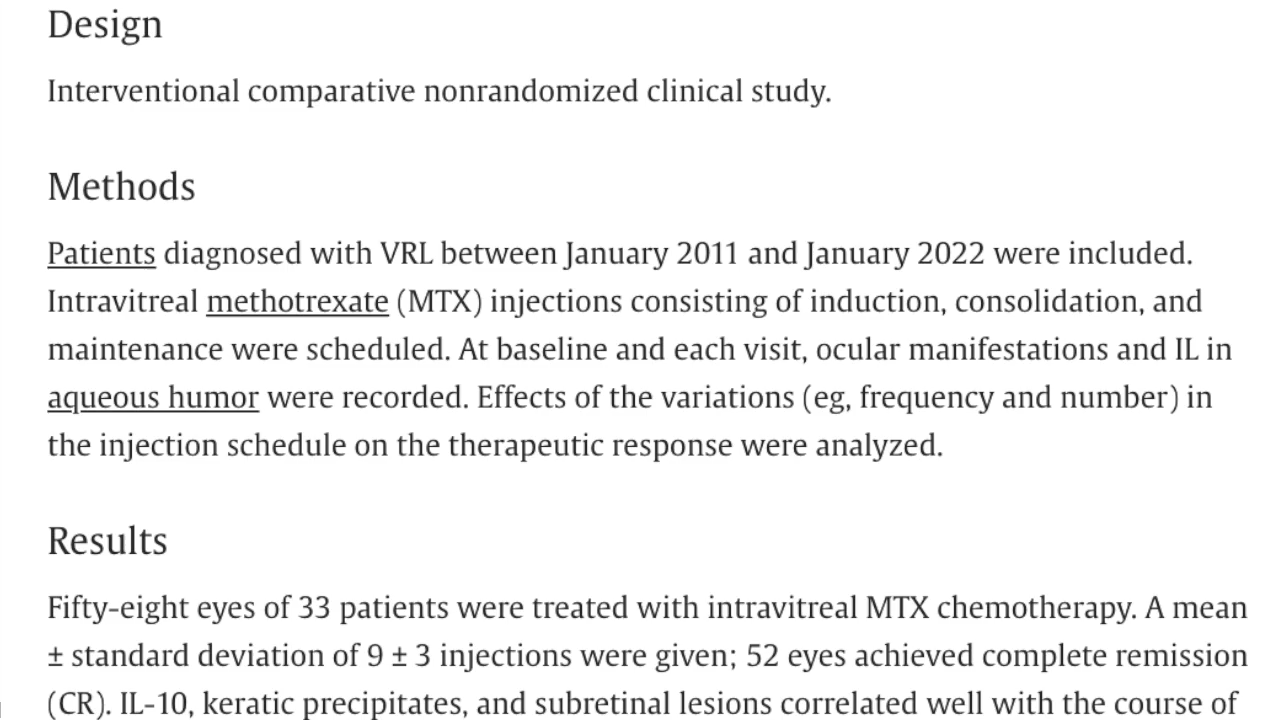 Design
Interventional comparative nonrandomized clinical study.
Methods
Patients diagnosed with VRL between January 2011 and January 2022 were included.
Intravitreal methotrexate (MTX) injections consisting of induction, consolidation, and
maintenance were scheduled. At baseline and each visit, ocular manifestations and IL in
aqueous humor were recorded. Effects of the variations (eg, frequency and number) in
the injection schedule on the therapeutic response were analyzed.
Results
Fifty-eight eyes of 33 patients were treated with intravitreal MTX chemotherapy. A mean
± standard deviation of 9 ± 3 injections were given; 52 eyes achieved complete remission
(CR). IL-10, keratic precipitates, and subretinal lesions correlated well with the course of